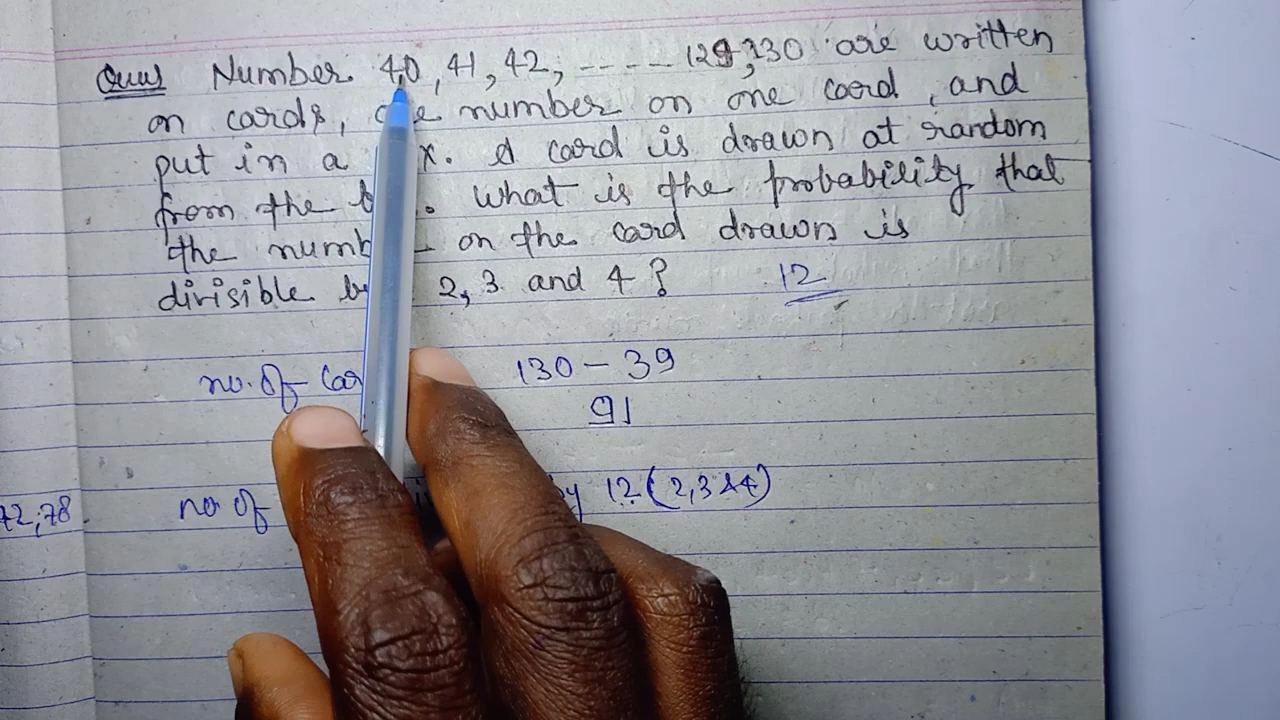 Ques Number 40, 41, 42, ----- 129, 130 are written
on cards, number on one card, and
put in a x. A card is drawn at random
from the . What is the probability that
the numb on the card drawn is
divisible b 2, 3 and 4 ? 12
no. of car 130 - 39
91
no of by 12 (2,3 & 4)
72,78